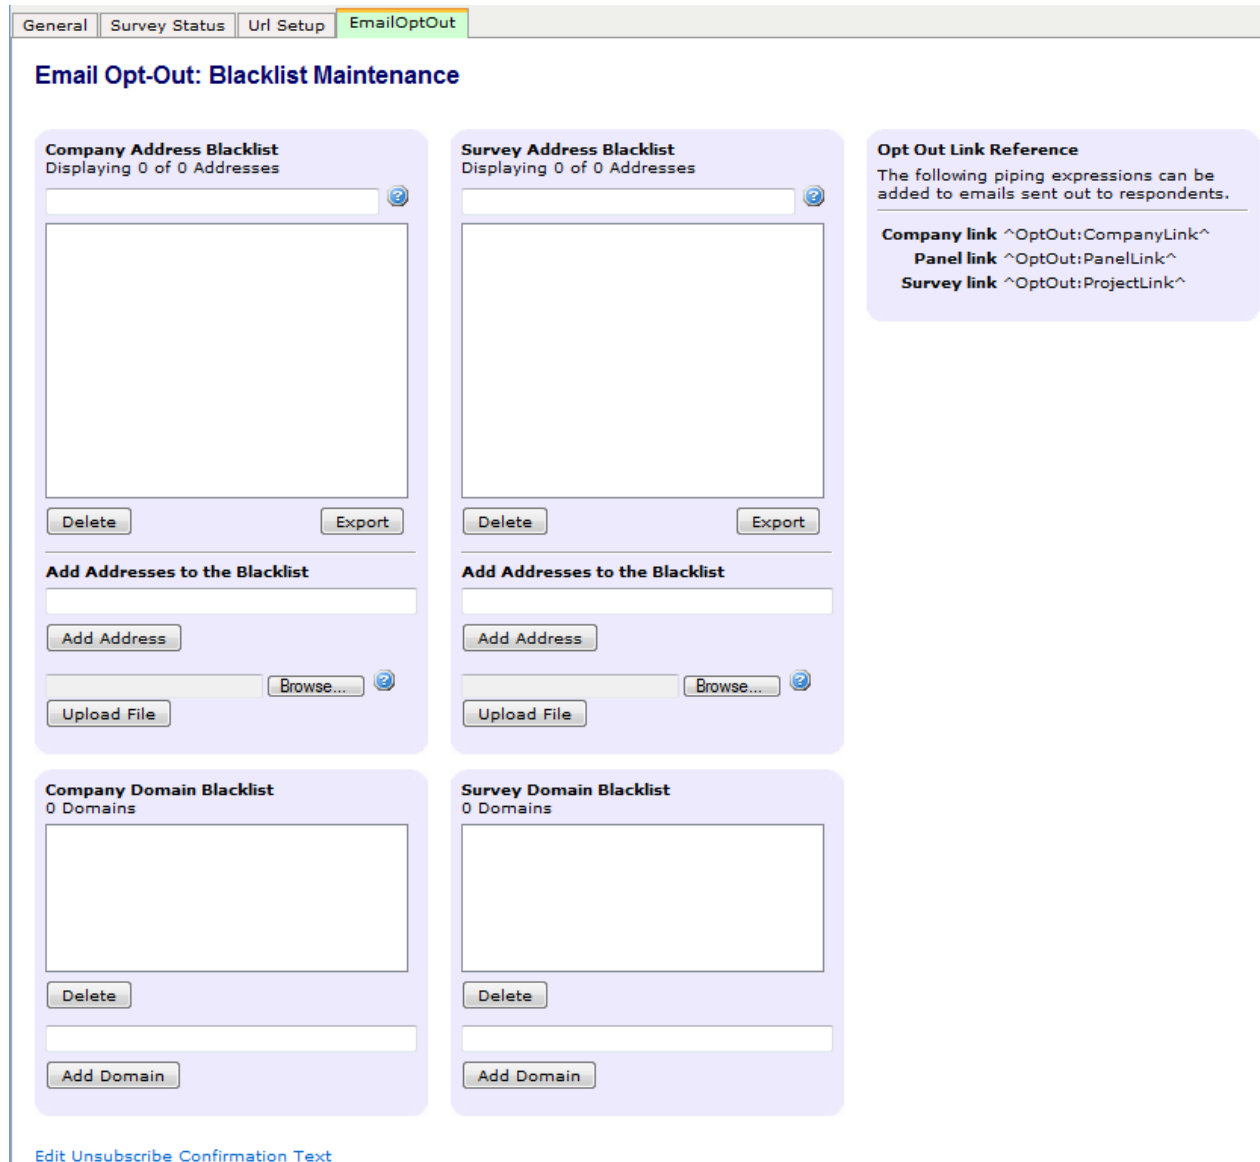 General Survey Status Url Setup EmailOptOut
Email Opt-Out: Blacklist Maintenance
Company Address Blacklist
Displaying 0 of 0 Addresses
Delete Export
Add Addresses to the Blacklist
Add Address
Browse...
Upload File
Survey Address Blacklist
Displaying 0 of 0 Addresses
Delete Export
Add Addresses to the Blacklist
Add Address
Browse...
Upload File
Opt Out Link Reference
The following piping expressions can be
added to emails sent out to respondents.
Company link ^OptOut:CompanyLink^
Panel link ^OptOut:PanelLink^
Survey link ^OptOut:ProjectLink^
Company Domain Blacklist
0 Domains
Delete
Add Domain
Survey Domain Blacklist
0 Domains
Delete
Add Domain
Edit Unsubscribe Confirmation Text